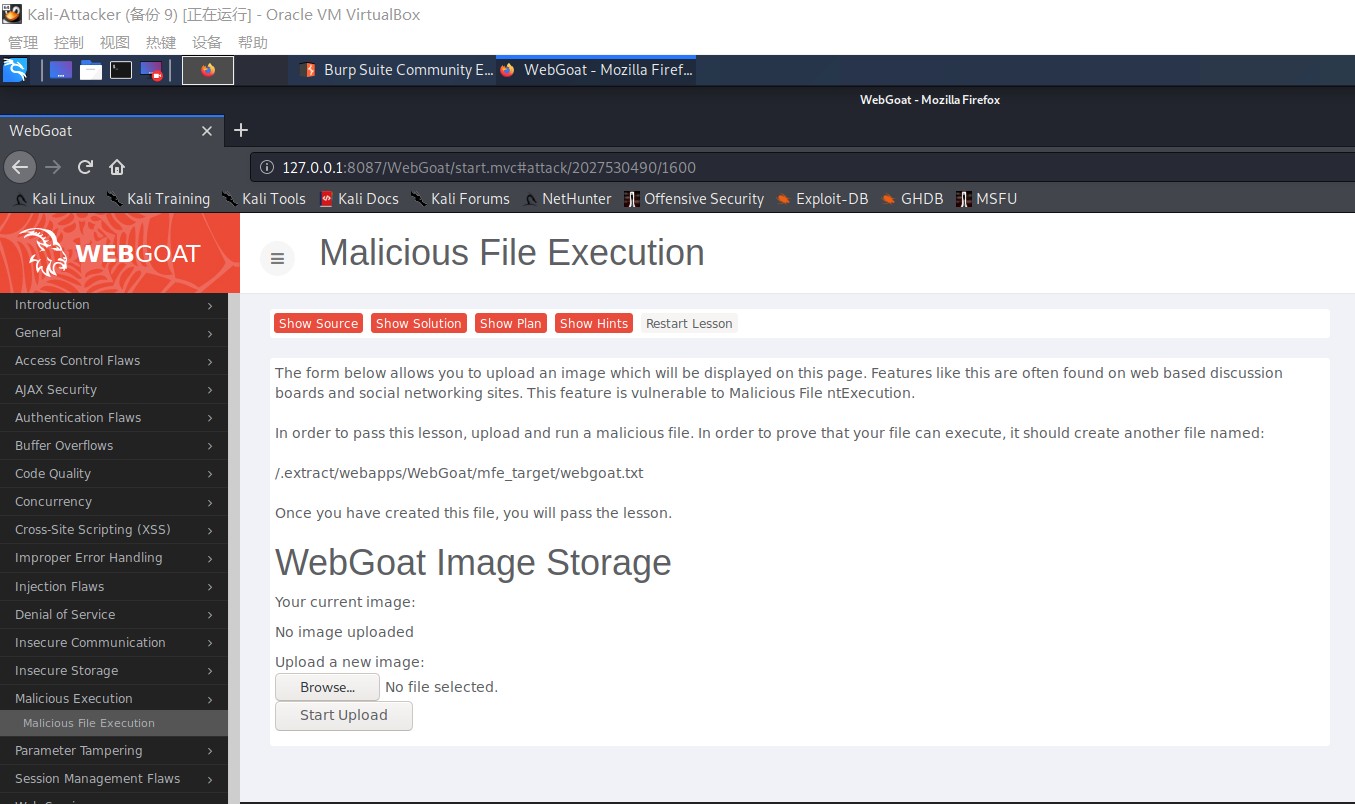 Kali-Attacker (备份 9) [正在运行] - Oracle VM VirtualBox
管理 控制 视图 热键 设备 帮助
Burp Suite Community E... WebGoat - Mozilla Firef...
WebGoat - Mozilla Firefox
WebGoat
127.0.0.1:8087/WebGoat/start.mvc#attack/2027530490/1600
Kali Linux Kali Training Kali Tools Kali Docs Kali Forums NetHunter Offensive Security Exploit-DB GHDB MSFU
WEBGOAT
Malicious File Execution
Introduction
General
Access Control Flaws
AJAX Security
Authentication Flaws
Buffer Overflows
Code Quality
Concurrency
Cross-Site Scripting (XSS)
Improper Error Handling
Injection Flaws
Denial of Service
Insecure Communication
Insecure Storage
Malicious Execution
Malicious File Execution
Parameter Tampering
Session Management Flaws
Show Source Show Solution Show Plan Show Hints Restart Lesson
The form below allows you to upload an image which will be displayed on this page. Features like this are often found on web based discussion
boards and social networking sites. This feature is vulnerable to Malicious File ntExecution.
In order to pass this lesson, upload and run a malicious file. In order to prove that your file can execute, it should create another file named:
/.extract/webapps/WebGoat/mfe_target/webgoat.txt
Once you have created this file, you will pass the lesson.
WebGoat Image Storage
Your current image:
No image uploaded
Upload a new image:
Browse... No file selected.
Start Upload